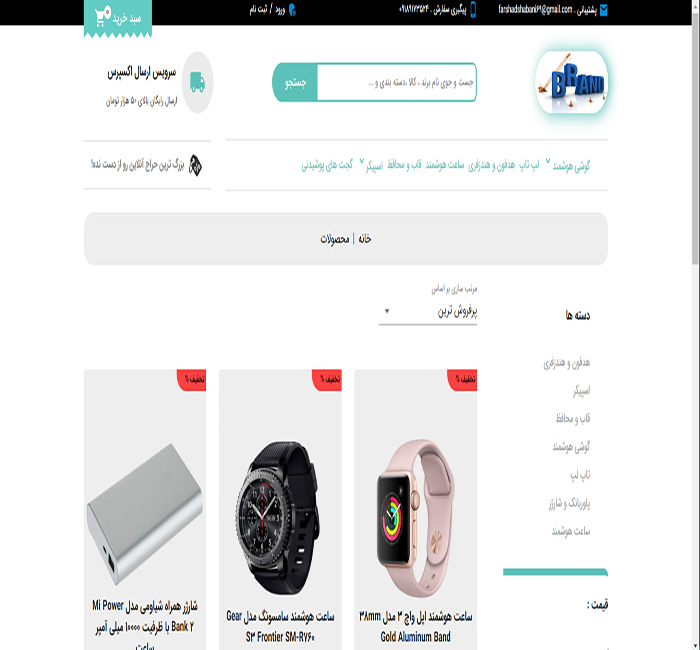 پشتیبانی . farshadshabani69@gmail.com
پیگیری سفارش . 09189173524
ورود / ثبت نام
سبد خرید
0
BRAND
جست و جوی نام برند ، کالا ،دسته بندی و ...
جستجو
سرویس ارسال اکسپرس
ارسال رایگان بالای ۵۰ هزار تومان
گوشی هوشمند لپ تاپ هدفون و هندزفری ساعت هوشمند قاب و محافظ اسپیکر گجت های پوشیدنی
بزرگ ترین حراج آنلاین رو از دست نده!
خانه | محصولات
مرتب سازی بر اساس
پرفروش ترین
دسته ها
هدفون و هندزفری
اسپیکر
قاب و محافظ
گوشی هوشمند
تاپ لپ
پاوربانک و شارژر
ساعت هوشمند
قیمت :
تخفیف %
ساعت هوشمند اپل واچ ۳ مدل ۳۸mm
Gold Aluminum Band
تخفیف %
ساعت هوشمند سامسونگ مدل Gear
S۳ Frontier SM-R۷۶۰
تخفیف %
شارژر همراه شیاومی مدل Mi Power
Bank ۲ با ظرفیت ۱۰۰۰۰ میلی آمپر
ساعت